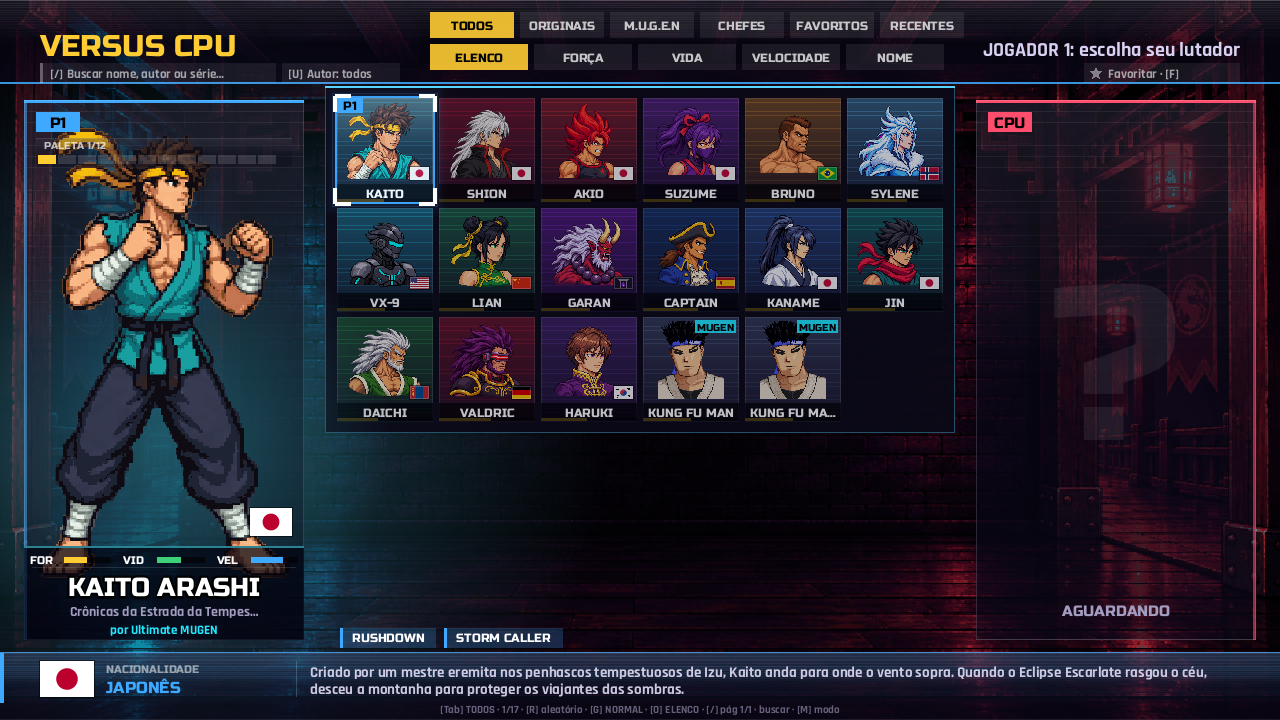 VERSUS CPU
TODOS ORIGINAIS M.U.G.E.N CHEFES FAVORITOS RECENTES
ELENCO FORÇA VIDA VELOCIDADE NOME
JOGADOR 1: escolha seu lutador
[/] Buscar nome, autor ou série... [U] Autor: todos
Favoritar · [F]
P1
PALETA 1/12
FOR VID VEL
KAITO ARASHI
Crônicas da Estrada da Tempes...
por Ultimate MUGEN
P1
KAITO SHION AKIO SUZUME BRUNO SYLENE
VX-9 LIAN GARAN CAPTAIN KANAME JIN
MUGEN MUGEN
DAICHI VALDRIC HARUKI KUNG FU MAN KUNG FU MA...
RUSHDOWN STORM CALLER
CPU
?
AGUARDANDO
NACIONALIDADE
JAPONÊS
Criado por um mestre eremita nos penhascos tempestuosos de Izu, Kaito anda para onde o vento sopra. Quando o Eclipse Escarlate rasgou o céu,
desceu a montanha para proteger os viajantes das sombras.
[Tab] TODOS · 1/17 · [R] aleatório · [G] NORMAL · [O] ELENCO · [/] pág 1/1 · buscar · [M] modo